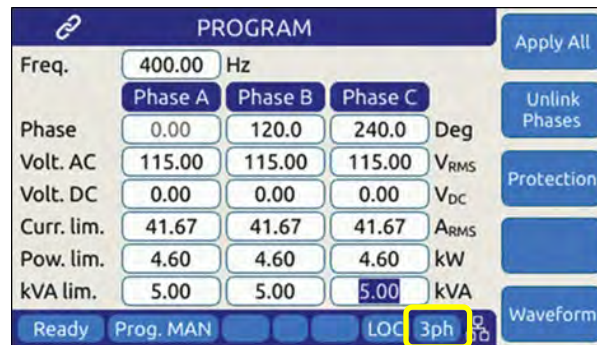 PROGRAM
Apply All
Freq. 400.00 Hz
Phase A Phase B Phase C
Unlink
Phases
Phase 0.00 120.0 240.0 Deg
Volt. AC 115.00 115.00 115.00 VRMS
Protection
Volt. DC 0.00 0.00 0.00 VDC
Curr. lim. 41.67 41.67 41.67 ARMS
Pow. lim. 4.60 4.60 4.60 kW
kVA lim. 5.00 5.00 5.00 kVA
Waveform
Ready Prog. MAN LOC 3ph